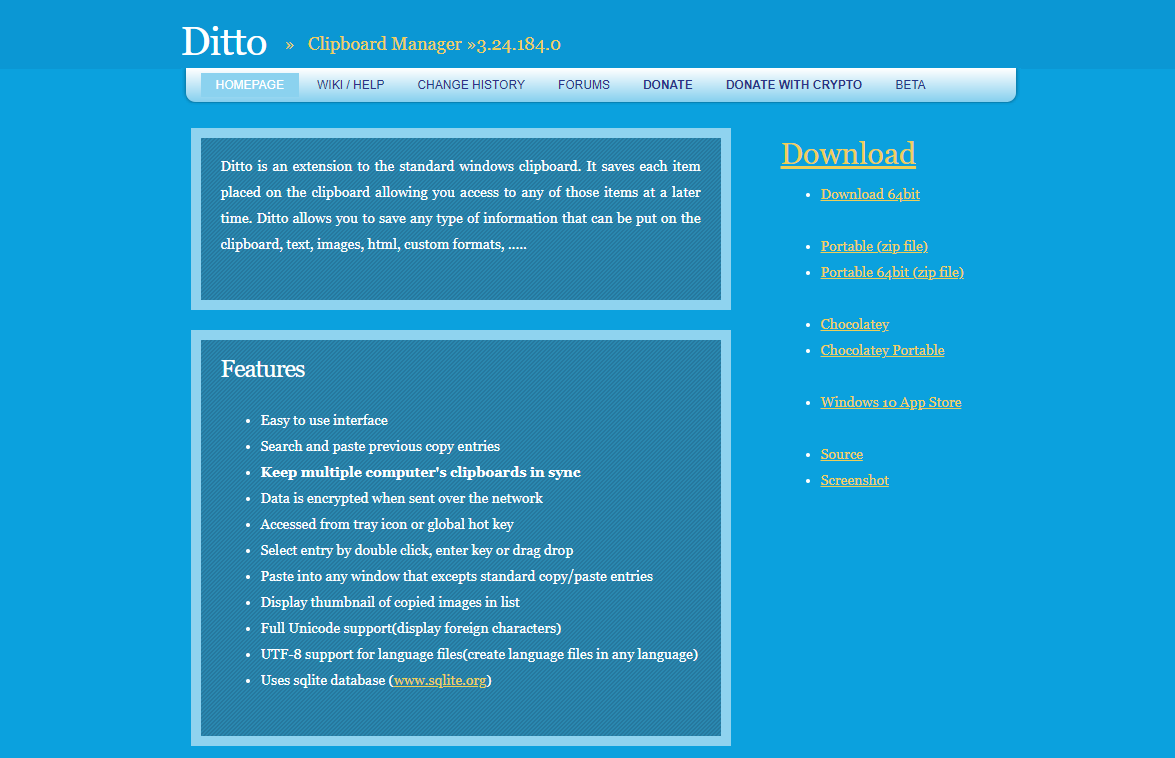 Ditto » Clipboard Manager »3.24.184.0
HOMEPAGE WIKI / HELP CHANGE HISTORY FORUMS DONATE DONATE WITH CRYPTO BETA
Ditto is an extension to the standard windows clipboard. It saves each item
placed on the clipboard allowing you access to any of those items at a later
time. Ditto allows you to save any type of information that can be put on the
clipboard, text, images, html, custom formats, .....
Features
• Easy to use interface
• Search and paste previous copy entries
• Keep multiple computer's clipboards in sync
• Data is encrypted when sent over the network
• Accessed from tray icon or global hot key
• Select entry by double click, enter key or drag drop
• Paste into any window that excepts standard copy/paste entries
• Display thumbnail of copied images in list
• Full Unicode support(display foreign characters)
• UTF-8 support for language files(create language files in any language)
• Uses sqlite database (www.sqlite.org)
Download
• Download 64bit
• Portable (zip file)
• Portable 64bit (zip file)
• Chocolatey
• Chocolatey Portable
• Windows 10 App Store
• Source
• Screenshot